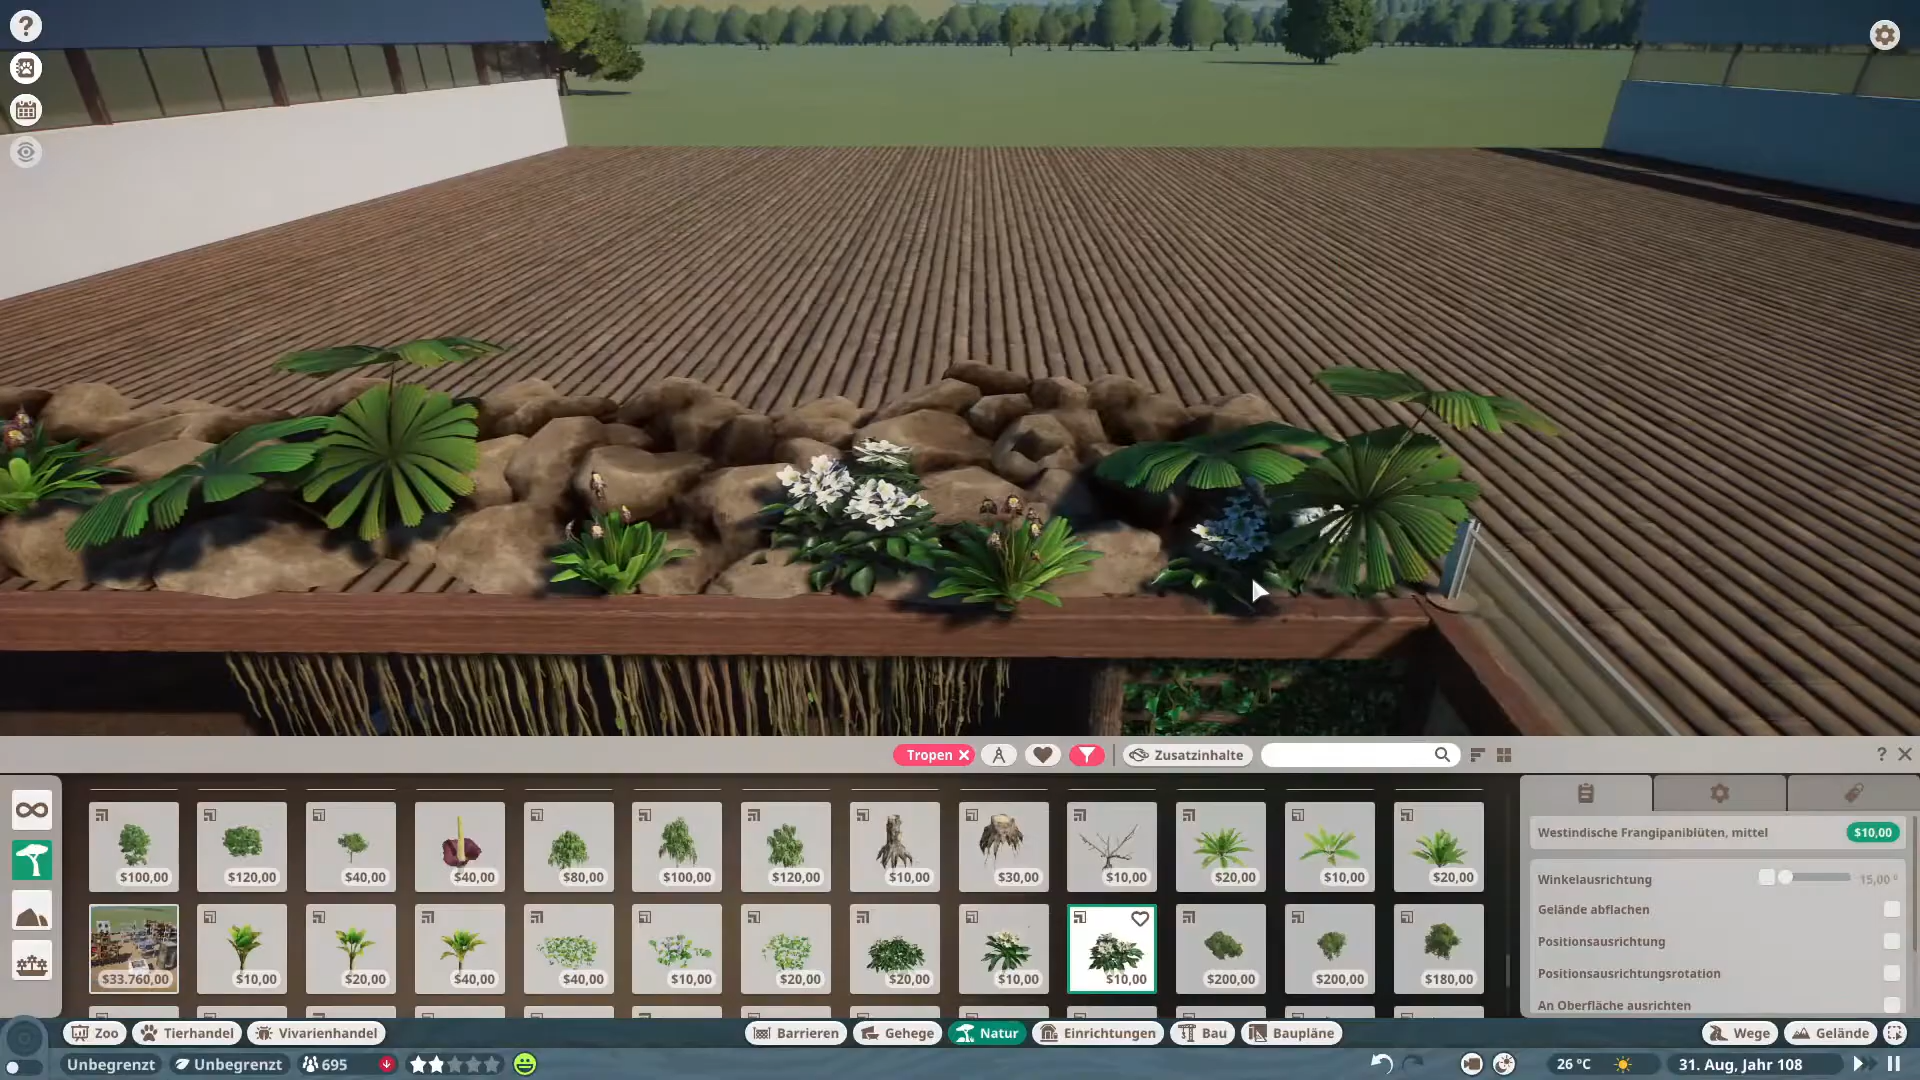 Tropen
Zusatzinhalte
?
$100,00 $120,00 $40,00 $40,00 $80,00 $100,00 $120,00 $10,00 $30,00 $10,00 $20,00 $10,00 $20,00
$33.760,00 $10,00 $20,00 $40,00 $40,00 $10,00 $20,00 $20,00 $10,00 $10,00 $200,00 $200,00 $180,00
Westindische Frangipaniblüten, mittel $10,00
Winkelausrichtung 15,00 °
Gelände abflachen
Positionsausrichtung
Positionsausrichtungsrotation
An Oberfläche ausrichten
Zoo Tierhandel Vivarienhandel Barrieren Gehege Natur Einrichtungen Bau Baupläne Wege Gelände
Unbegrenzt Unbegrenzt 695 26 °C 31. Aug, Jahr 108